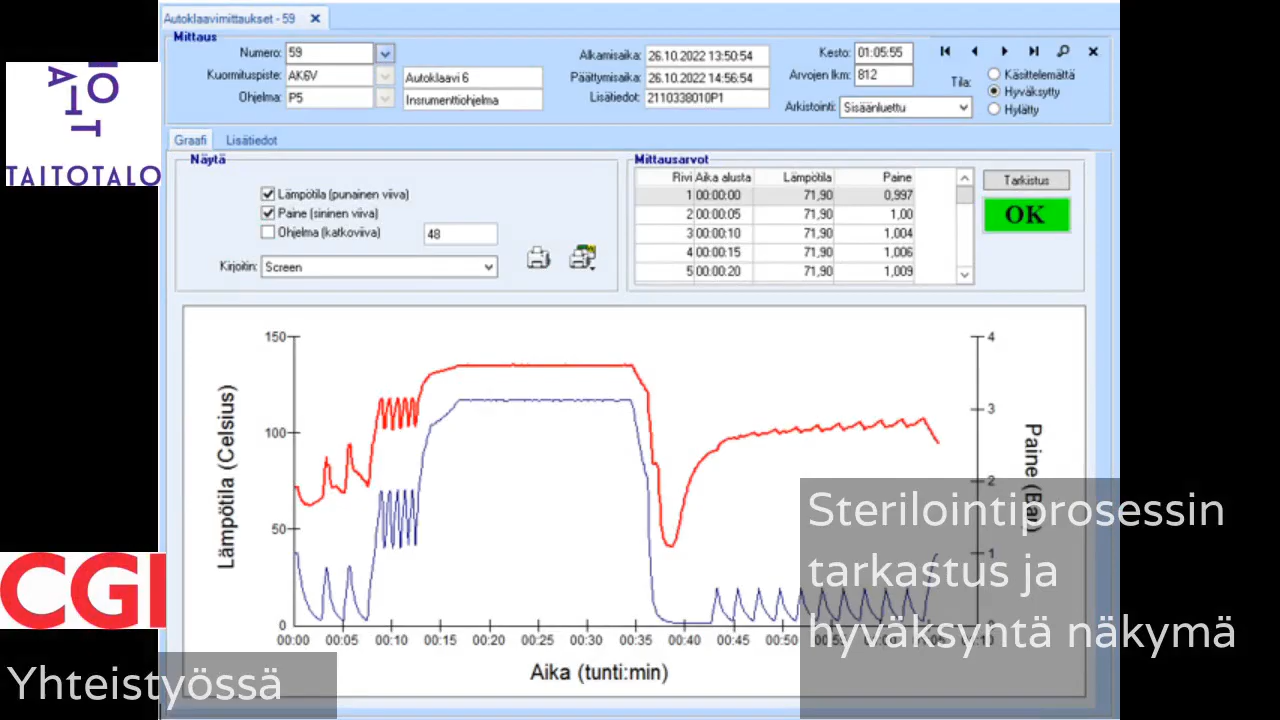 Autoklaavimittaukset - 59
Mittaus
Numero: 59
Kuormituspiste: AK6V Autoklaavi 6
Ohjelma: P5 Insrumenttiohjelma
Alkamisaika: 26.10.2022 13:50:54
Päättymisaika: 26.10.2022 14:56:54
Lisätiedot: 2110338010P1
Kesto: 01:05:55
Arvojen lkm: 812
Arkistointi: Sisäänluettu
Tila:
Käsittelemättä
Hyväksytty
Hylätty
TAITOTALO
Graafi Lisätiedot
Näytä
Lämpötila (punainen viiva)
Paine (sininen viiva)
Ohjelma (katkoviiva) 48
Kirjoitin: Screen
Mittausarvot
Rivi Aika alusta Lämpötila Paine
1 00:00:00 71,90 0,997
2 00:00:05 71,90 1,00
3 00:00:10 71,90 1,004
4 00:00:15 71,90 1,006
5 00:00:20 71,90 1,009
Tarkistus
OK
150
100
50
0
Lämpötila (Celsius)
4
3
2
1
Paine (Bar)
00:00 00:05 00:10 00:15 00:20 00:25 00:30 00:35 00:40 00:45 00:50
Aika (tunti:min)
CGI
Yhteistyössä
Sterilointiprosessin
tarkastus ja
hyväksyntä näkymä